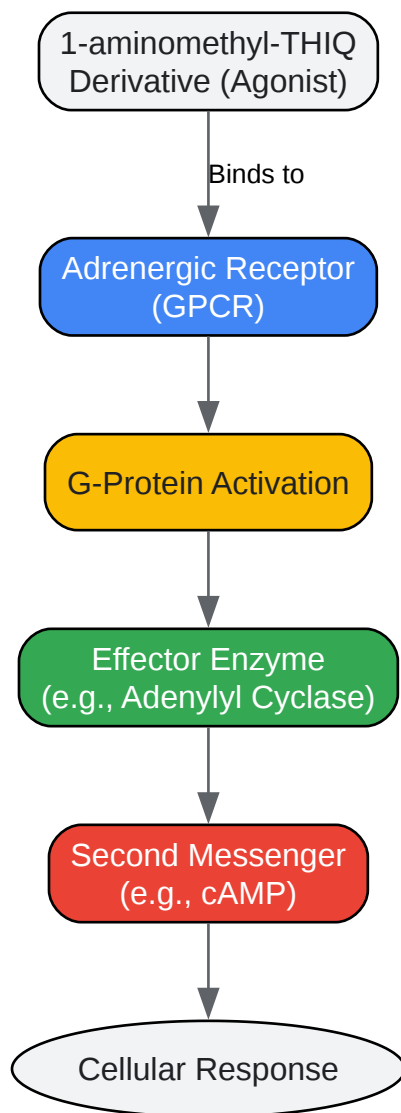 1-aminomethyl-THIQ
Derivative (Agonist)
Binds to
Adrenergic Receptor
(GPCR)
G-Protein Activation
Effector Enzyme
(e.g., Adenylyl Cyclase)
Second Messenger
(e.g., cAMP)
Cellular Response